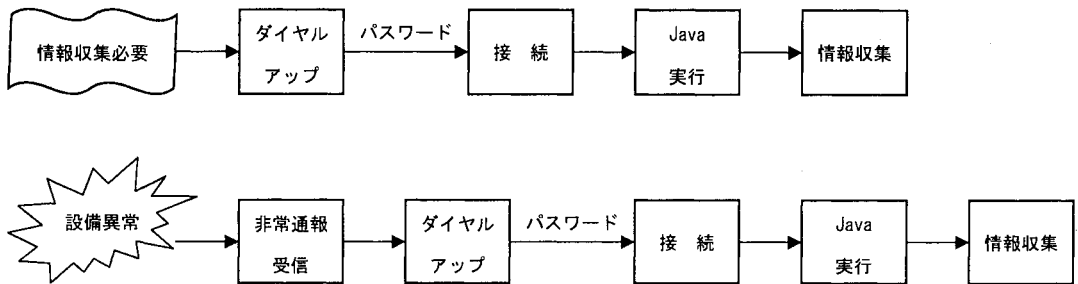 情報収集必要
ダイヤル
アップ
パスワード
接 続
Java
実行
情報収集
設備異常
非常通報
受信
ダイヤル
アップ
パスワード
接 続
Java
実行
情報収集